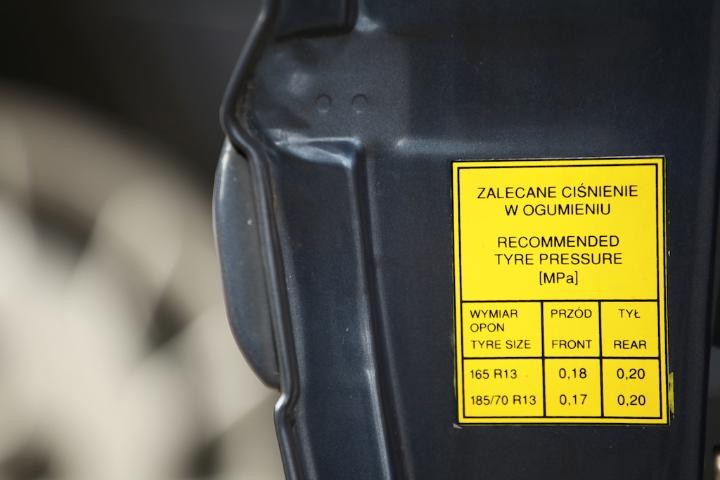 ZALECANE CIŚNIENIE
W OGUMIENIU
RECOMMENDED
TYRE PRESSURE
[MPa]
WYMIAR OPON PRZÓD TYŁ
TYRE SIZE FRONT REAR
165 R13 0,18 0,20
185/70 R13 0,17 0,20